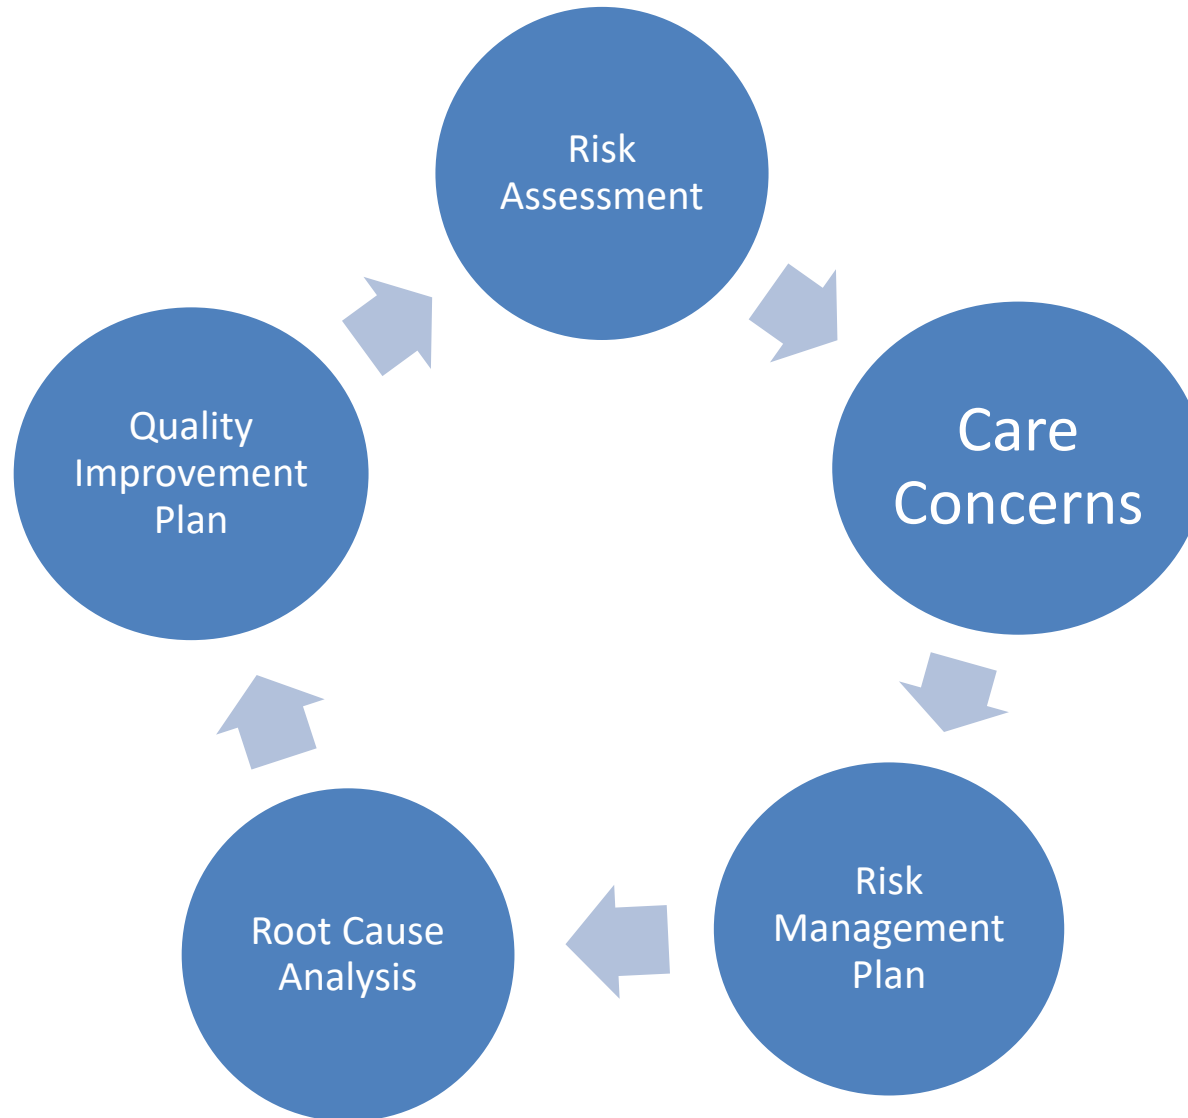 Risk
Assessment
Care
Concerns
Risk
Management
Plan
Root Cause
Analysis
Quality
Improvement
Plan